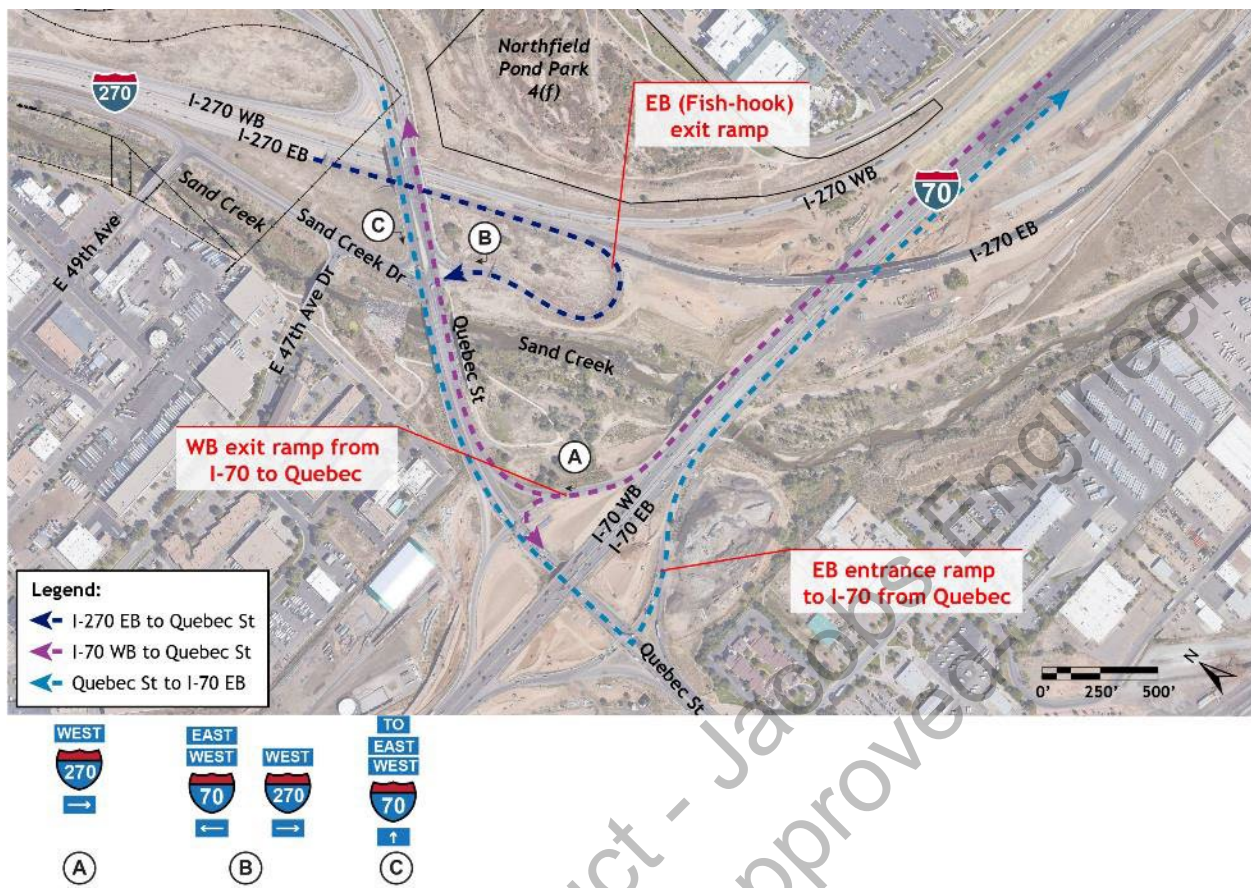 Northfield
Pond Park
4(f)
270
I-270 WB
I-270 EB
EB (Fish-hook)
exit ramp
I-270 WB
70
I-270 EB
E 49th Ave
Sand Creek
Sand Creek Dr
C
B
E 47th Ave Dr
Quebec St
Sand Creek
WB exit ramp from
I-70 to Quebec
A
I-70 WB
I-70 EB
EB entrance ramp
to I-70 from Quebec
Quebec St
Legend:
I-270 EB to Quebec St
I-70 WB to Quebec St
Quebec St to I-70 EB
0' 250' 500'
N
WEST
270
→
A
EAST
WEST
70
←
WEST
270
→
B
TO
EAST
WEST
70
↑
C
- Jacobs Engineerin